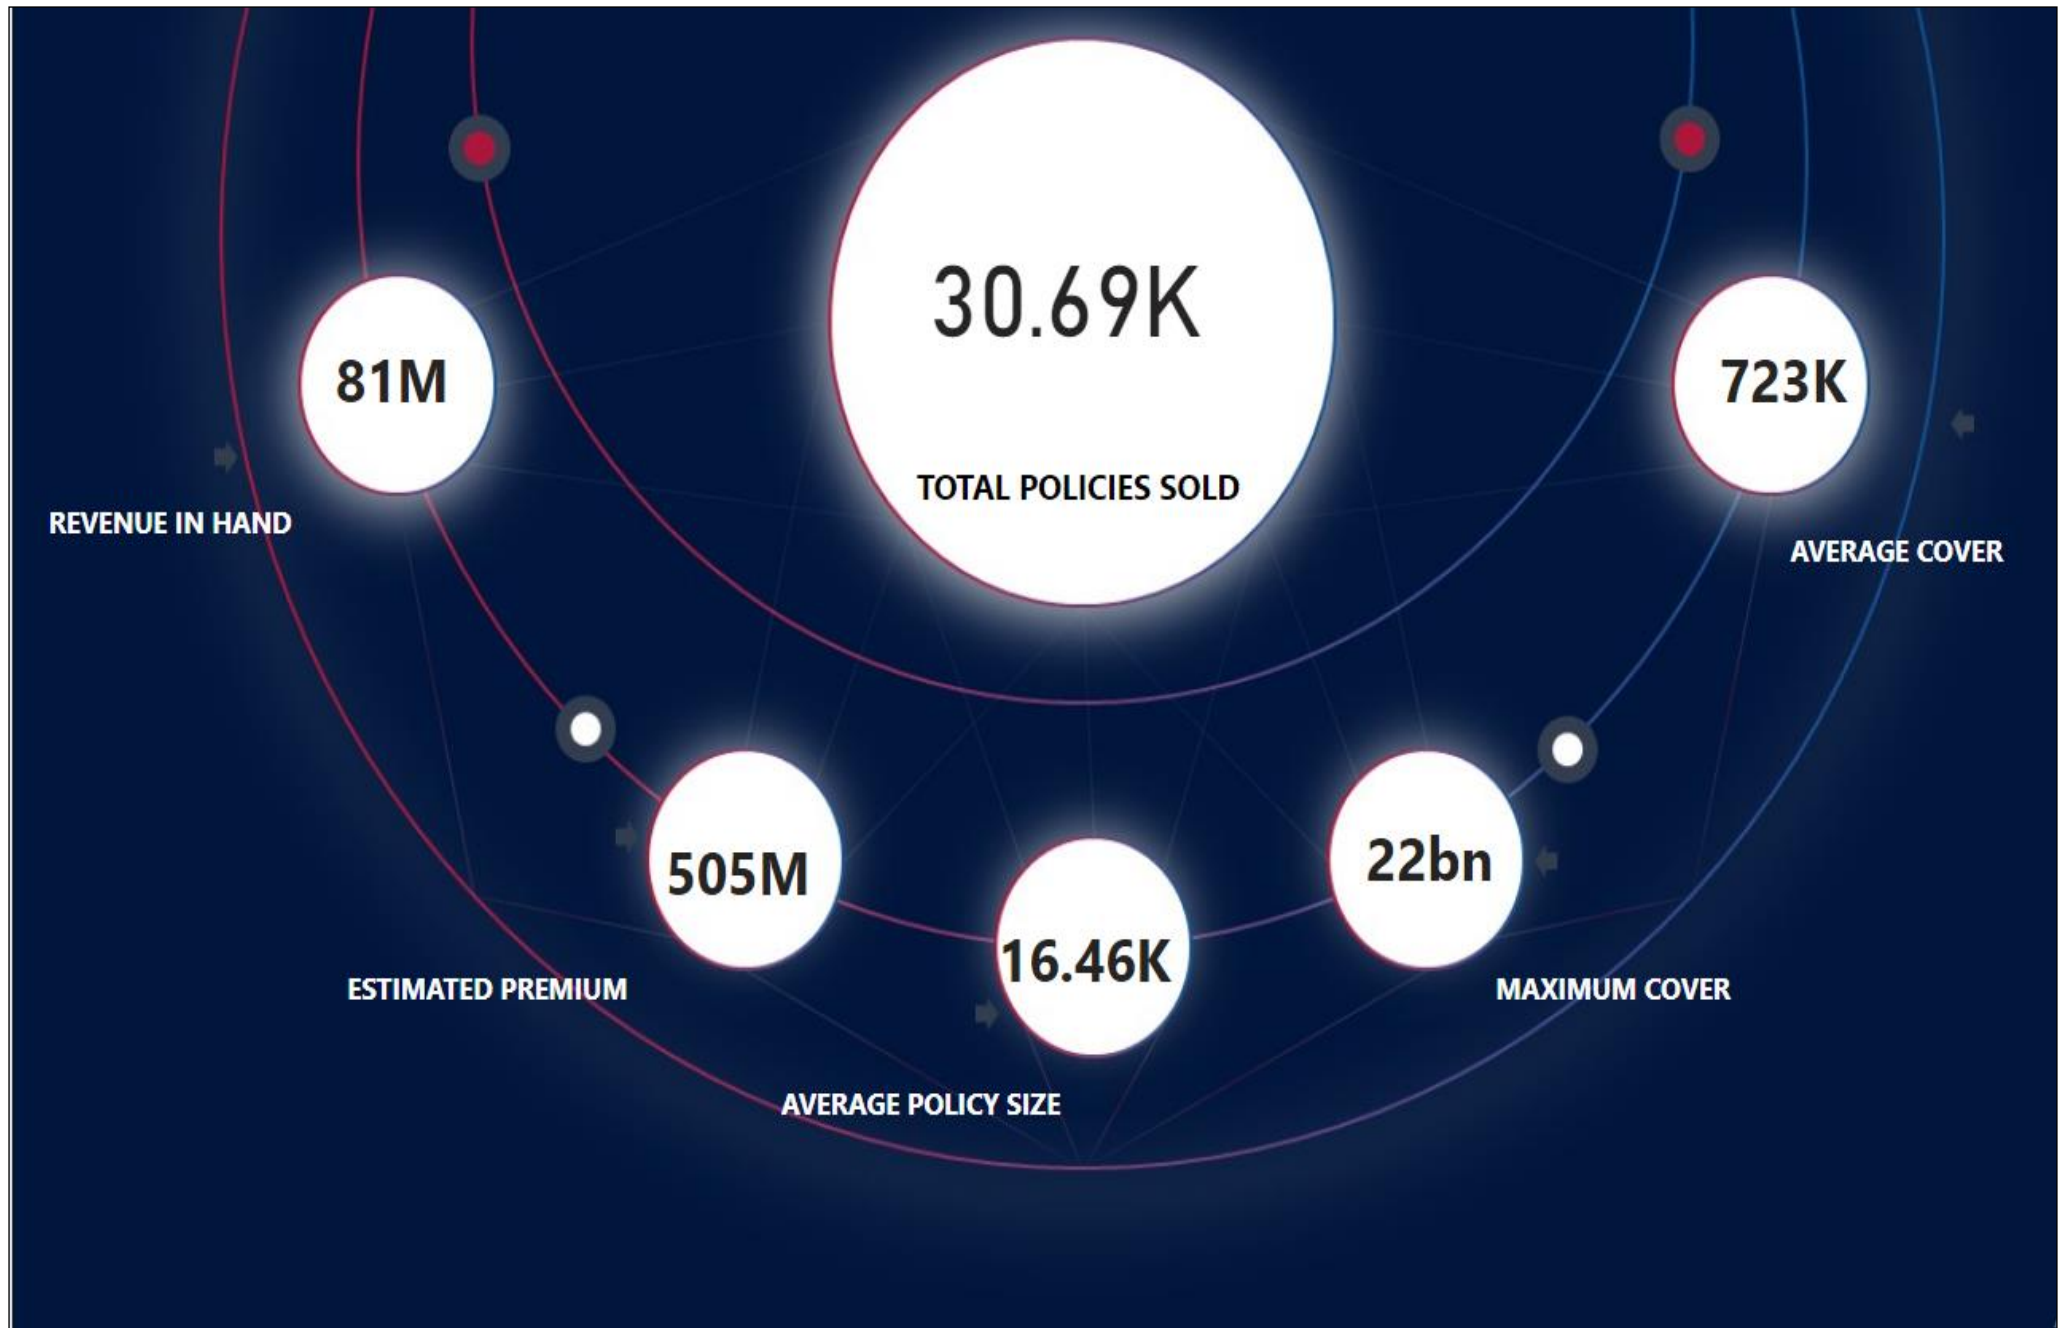 30.69K
TOTAL POLICIES SOLD
81M
REVENUE IN HAND
723K
AVERAGE COVER
505M
ESTIMATED PREMIUM
16.46K
AVERAGE POLICY SIZE
22bn
MAXIMUM COVER